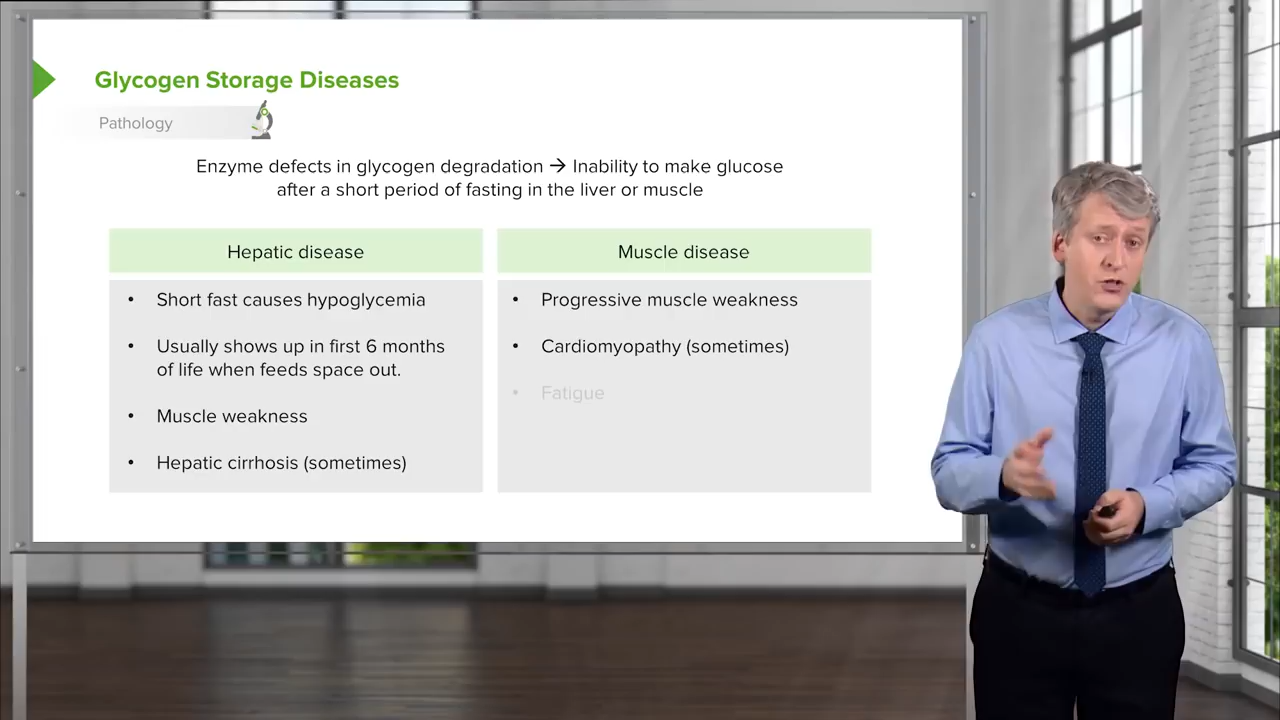 Glycogen Storage Diseases
Pathology
Enzyme defects in glycogen degradation → Inability to make glucose
after a short period of fasting in the liver or muscle
Hepatic disease
• Short fast causes hypoglycemia
• Usually shows up in first 6 months
of life when feeds space out.
• Muscle weakness
• Hepatic cirrhosis (sometimes)
Muscle disease
• Progressive muscle weakness
• Cardiomyopathy (sometimes)
• Fatigue